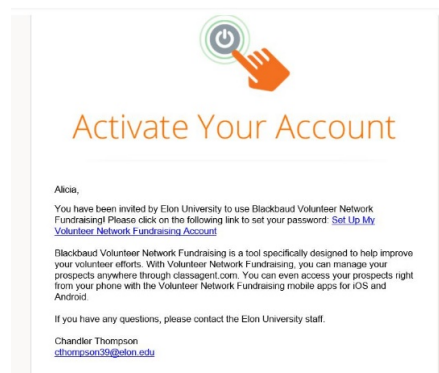 Activate Your Account
Alicia,
You have been invited by Elon University to use Blackbaud Volunteer Network
Fundraising! Please click on the following link to set your password: Set Up My
Volunteer Network Fundraising Account
Blackbaud Volunteer Network Fundraising is a tool specifically designed to help improve
your volunteer efforts. With Volunteer Network Fundraising, you can manage your
prospects anywhere through classagent.com. You can even access your prospects right
from your phone with the Volunteer Network Fundraising mobile apps for iOS and
Android.
If you have any questions, please contact the Elon University staff.
Chandler Thompson
cthompson39@elon.edu